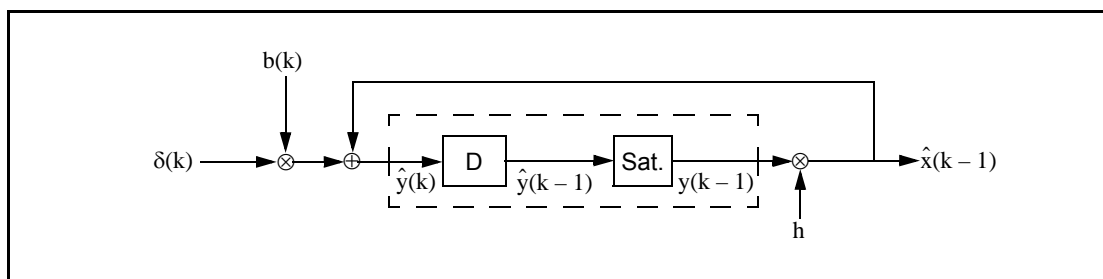 b(k)
δ(k)
⊗
⊕
ŷ(k)
D
ŷ(k – 1)
Sat.
y(k – 1)
⊗
x̂(k – 1)
h